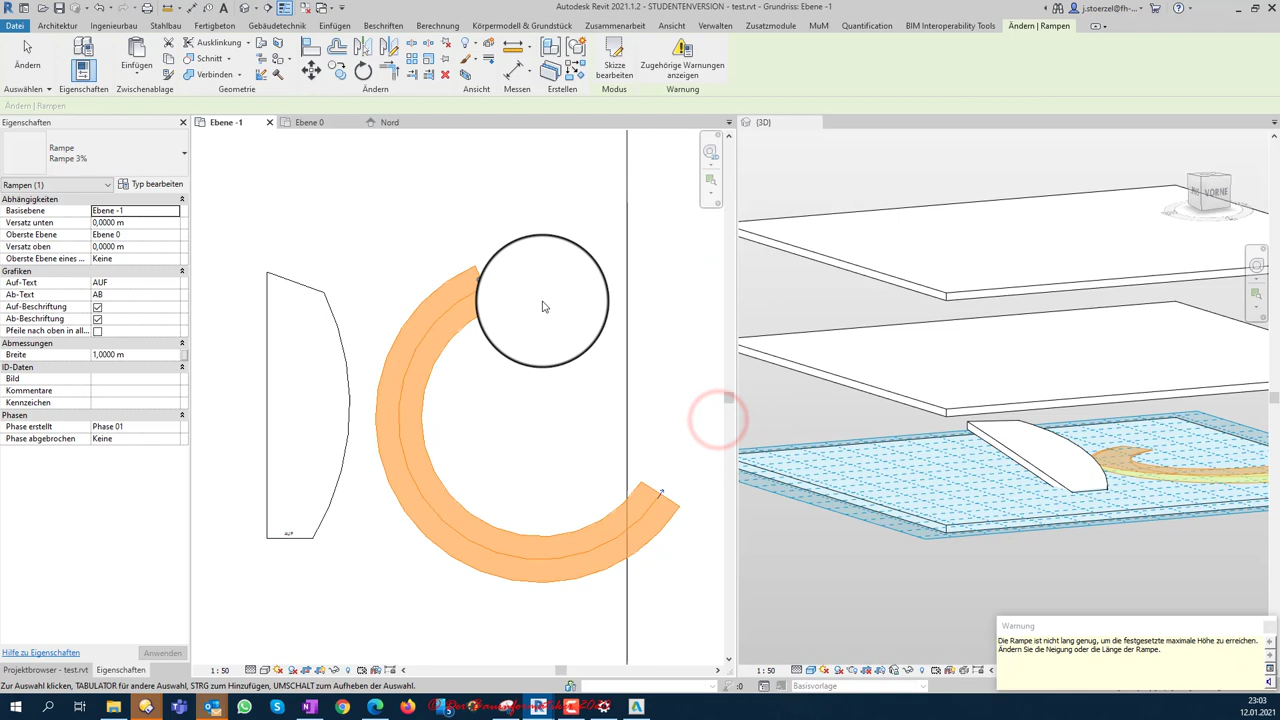 Autodesk Revit 2021.1.2 - STUDENTENVERSION - test.rvt - Grundriss: Ebene -1
j.stoerzel@fh-...
Datei Architektur Ingenieurbau Stahlbau Fertigbeton Gebäudetechnik Einfügen Beschriften Berechnung Körpermodell & Grundstück Zusammenarbeit Ansicht Verwalten Zusatzmodule MuM Quantification BIM Interoperability Tools Ändern | Rampen
Ausklinkung
Schnitt
Verbinden
Ändern
Einfügen
Skizze bearbeiten
Zugehörige Warnungen anzeigen
Auswählen Eigenschaften Zwischenablage Geometrie Ändern Ansicht Messen Erstellen Modus Warnung
Ändern | Rampen
Eigenschaften
Ebene -1
Ebene 0
Nord
{3D}
Rampe
Rampe 3%
Rampen (1)
Typ bearbeiten
Abhängigkeiten
Basisebene Ebene -1
Versatz unten 0,0000 m
Oberste Ebene Ebene 0
Versatz oben 0,0000 m
Oberste Ebene eines ... Keine
Grafiken
Auf-Text AUF
Ab-Text AB
Auf-Beschriftung
Ab-Beschriftung
Pfeile nach oben in all...
Abmessungen
Breite 1,0000 m
ID-Daten
Bild
Kommentare
Kennzeichen
Phasen
Phase erstellt Phase 01
Phase abgebrochen Keine
AUF
VORNE
Warnung
Die Rampe ist nicht lang genug, um die festgesetzte maximale Höhe zu erreichen.
Ändern Sie die Neigung oder die Länge der Rampe.
Hilfe zu Eigenschaften
Anwenden
Projektbrowser - test.rvt
Eigenschaften
1 : 50
1 : 50
Zur Auswahl klicken, TABULATOR für andere Auswahl, STRG zum Hinzufügen, UMSCHALT zum Aufheben der Auswahl.
:0
Basisvorlage
23:03
12.01.2021